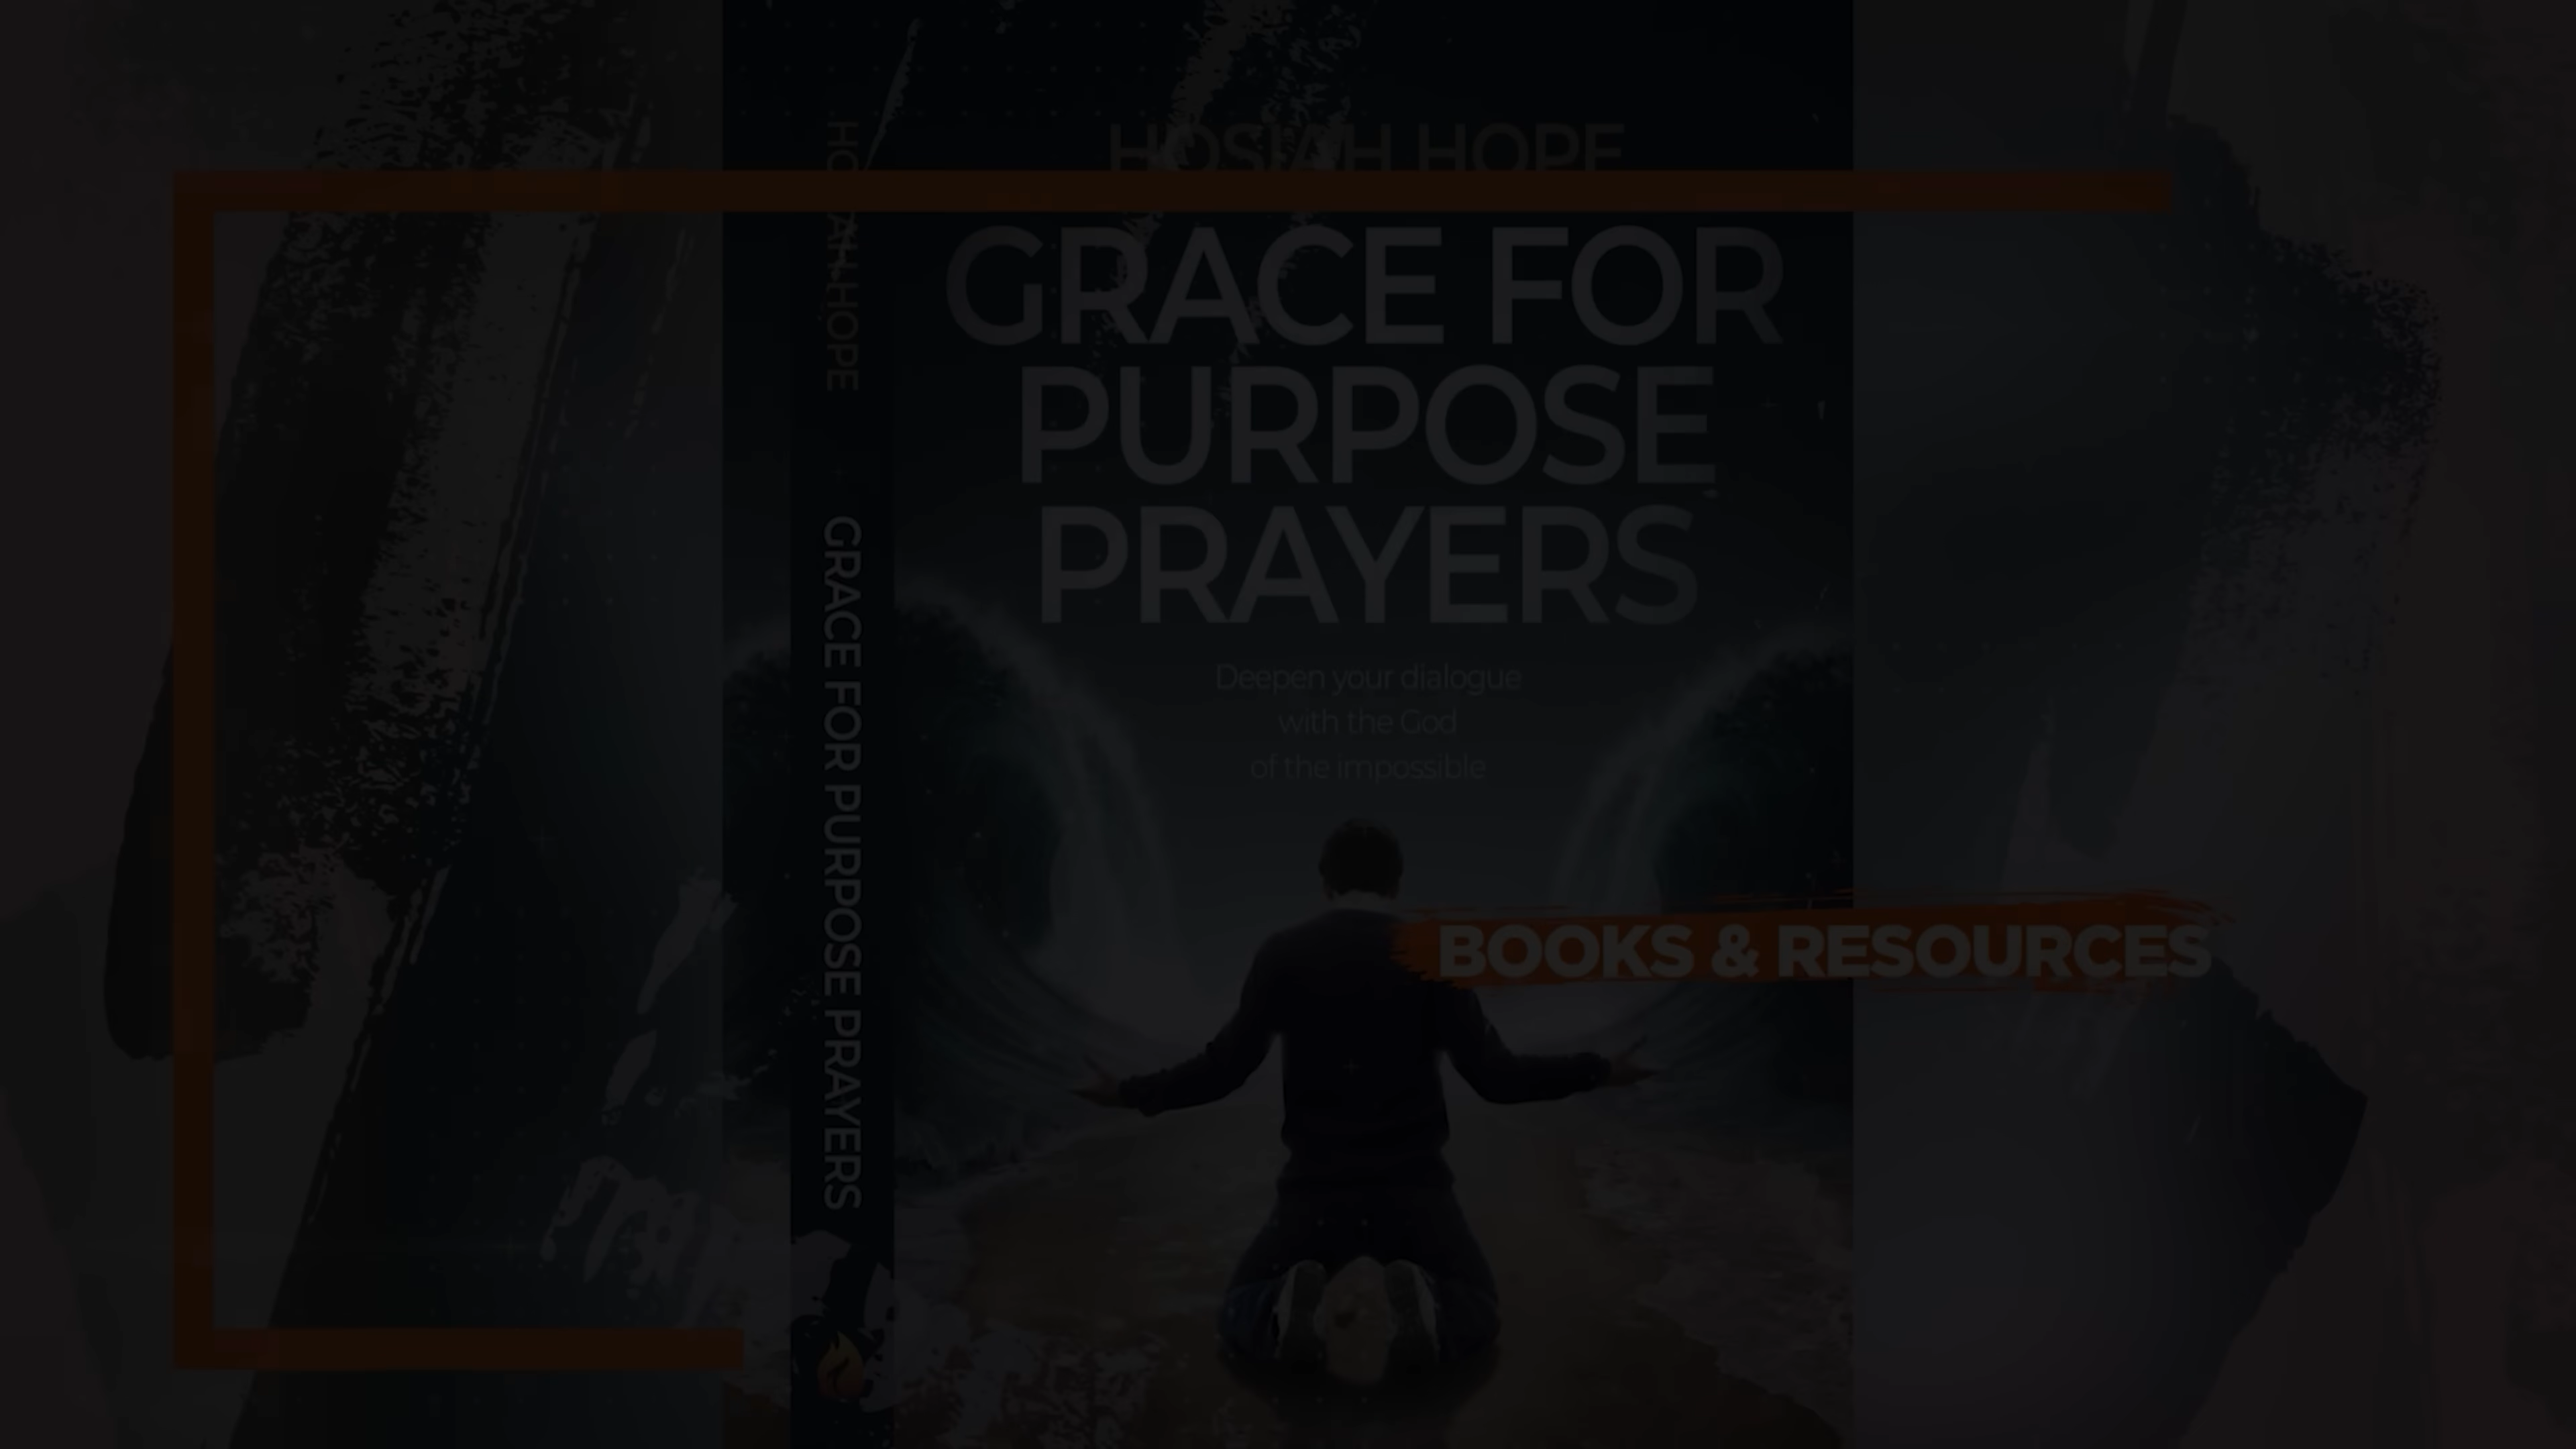 HOSIAH HOPE
GRACE FOR
PURPOSE
PRAYERS
Deepen your dialogue
with the God
of the impossible
HOSIAH HOPE
GRACE FOR PURPOSE PRAYERS
BOOKS & RESOURCES